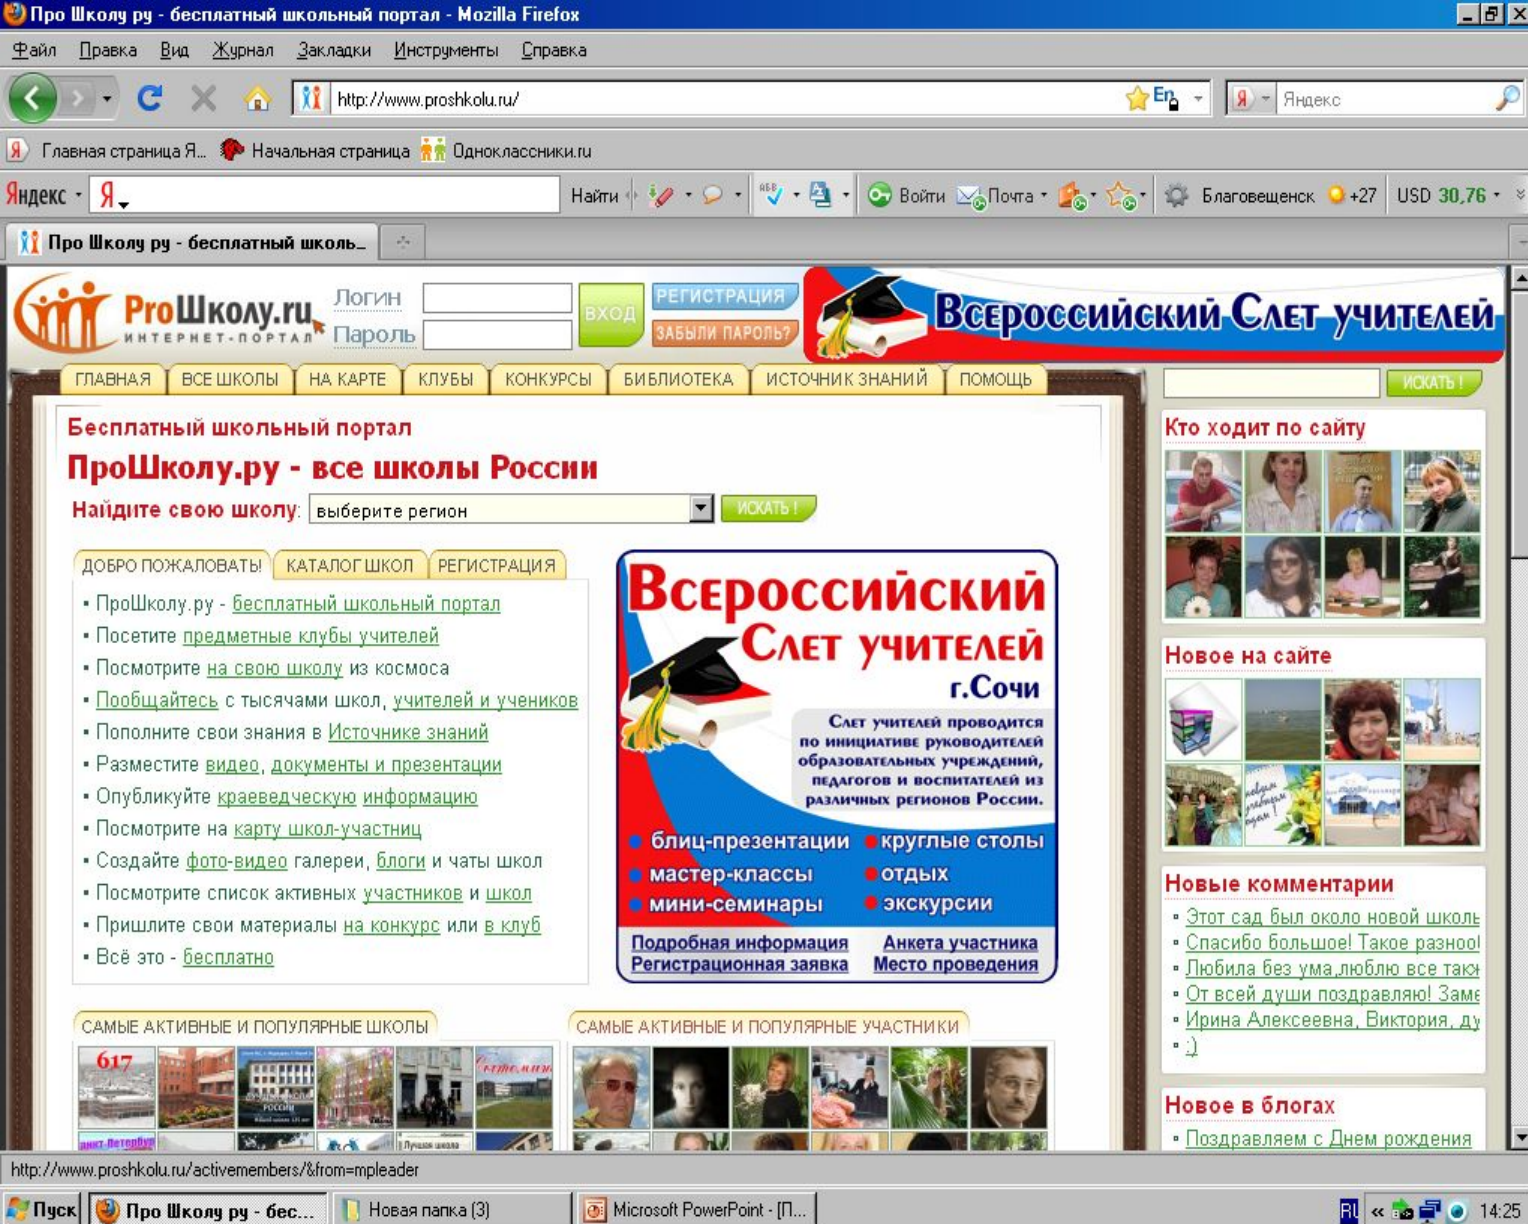 Про Школу ру - бесплатный школьный портал - Mozilla Firefox
Файл Правка Вид Журнал Закладки Инструменты Справка
http://www.proshkolu.ru/
Яндекс
Главная страница Я... Начальная страница Одноклассники.ru
Яндекс Я Найти Войти Почта Благовещенск +27 USD 30,76
Про Школу ру - бесплатный школь...
ProШколу.ru
ИНТЕРНЕТ-ПОРТАЛ
Логин
Пароль
ВХОД
РЕГИСТРАЦИЯ
ЗАБЫЛИ ПАРОЛЬ?
Всероссийский Слет учителей
ГЛАВНАЯ ВСЕ ШКОЛЫ НА КАРТЕ КЛУБЫ КОНКУРСЫ БИБЛИОТЕКА ИСТОЧНИК ЗНАНИЙ ПОМОЩЬ
ИСКАТЬ !
Бесплатный школьный портал
ПроШколу.ру - все школы России
Найдите свою школу: выберите регион ИСКАТЬ !
ДОБРО ПОЖАЛОВАТЬ! КАТАЛОГ ШКОЛ РЕГИСТРАЦИЯ
ПроШколу.ру - бесплатный школьный портал
Посетите предметные клубы учителей
Посмотрите на свою школу из космоса
Пообщайтесь с тысячами школ, учителей и учеников
Пополните свои знания в Источнике знаний
Разместите видео, документы и презентации
Опубликуйте краеведческую информацию
Посмотрите на карту школ-участниц
Создайте фото-видео галереи, блоги и чаты школ
Посмотрите список активных участников и школ
Пришлите свои материалы на конкурс или в клуб
Всё это - бесплатно
Всероссийский
Слет учителей
г.Сочи
Слет учителей проводится
по инициативе руководителей
образовательных учреждений,
педагогов и воспитателей из
различных регионов России.
блиц-презентации круглые столы
мастер-классы отдых
мини-семинары экскурсии
Подробная информация Анкета участника
Регистрационная заявка Место проведения
Кто ходит по сайту
Новое на сайте
Новые комментарии
Этот сад был около новой школь
Спасибо большое! Такое разноо
Любила без ума,люблю все такж
От всей души поздравляю! Заме
Ирина Алексеевна, Виктория, ду
:)
Новое в блогах
Поздравляем с Днем рождения
САМЫЕ АКТИВНЫЕ И ПОПУЛЯРНЫЕ ШКОЛЫ
САМЫЕ АКТИВНЫЕ И ПОПУЛЯРНЫЕ УЧАСТНИКИ
617
http://www.proshkolu.ru/activemembers/&from=mpleader
Пуск Про Школу ру - бес... Новая папка (3) Microsoft PowerPoint - [П... RU « 14:25